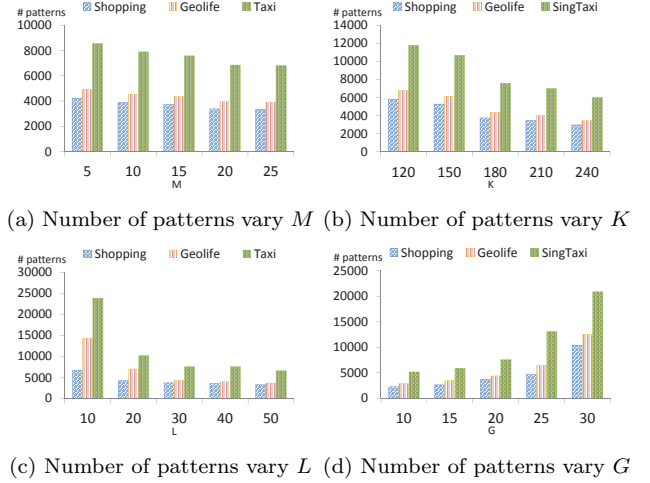 # patterns Shopping Geolife Taxi
10000
8000
6000
4000
2000
0
5 10 15 20 25
M
# patterns Shopping Geolife SingTaxi
14000
12000
10000
8000
6000
4000
2000
0
120 150 180 210 240
K
(a) Number of patterns vary M (b) Number of patterns vary K
# patterns Shopping Geolife Taxi
30000
25000
20000
15000
10000
5000
0
10 20 30 40 50
L
# patterns Shopping Geolife SingTaxi
25000
20000
15000
10000
5000
0
10 15 20 25 30
G
(c) Number of patterns vary L (d) Number of patterns vary G